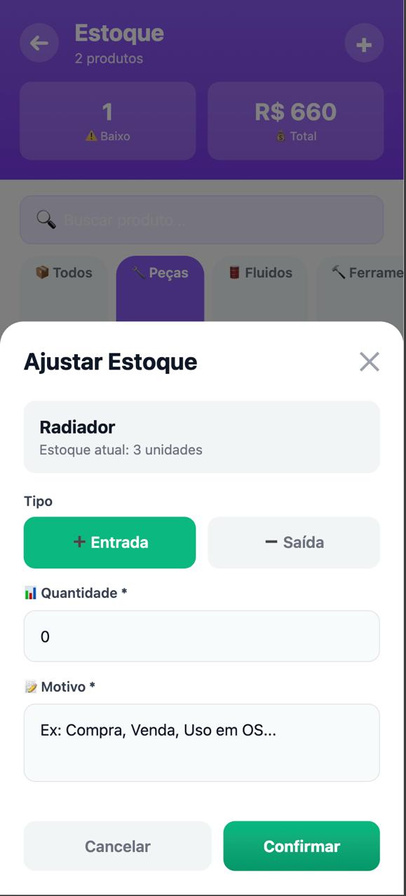 Estoque
2 produtos
1
⚠️ Baixo
R$ 660
💰 Total
🔍 Buscar produto...
📦 Todos
🔧 Peças
🛢️ Fluidos
🔨 Ferrame
Ajustar Estoque
Radiador
Estoque atual: 3 unidades
Tipo
+ Entrada
− Saída
📊 Quantidade *
0
📝 Motivo *
Ex: Compra, Venda, Uso em OS...
Cancelar
Confirmar